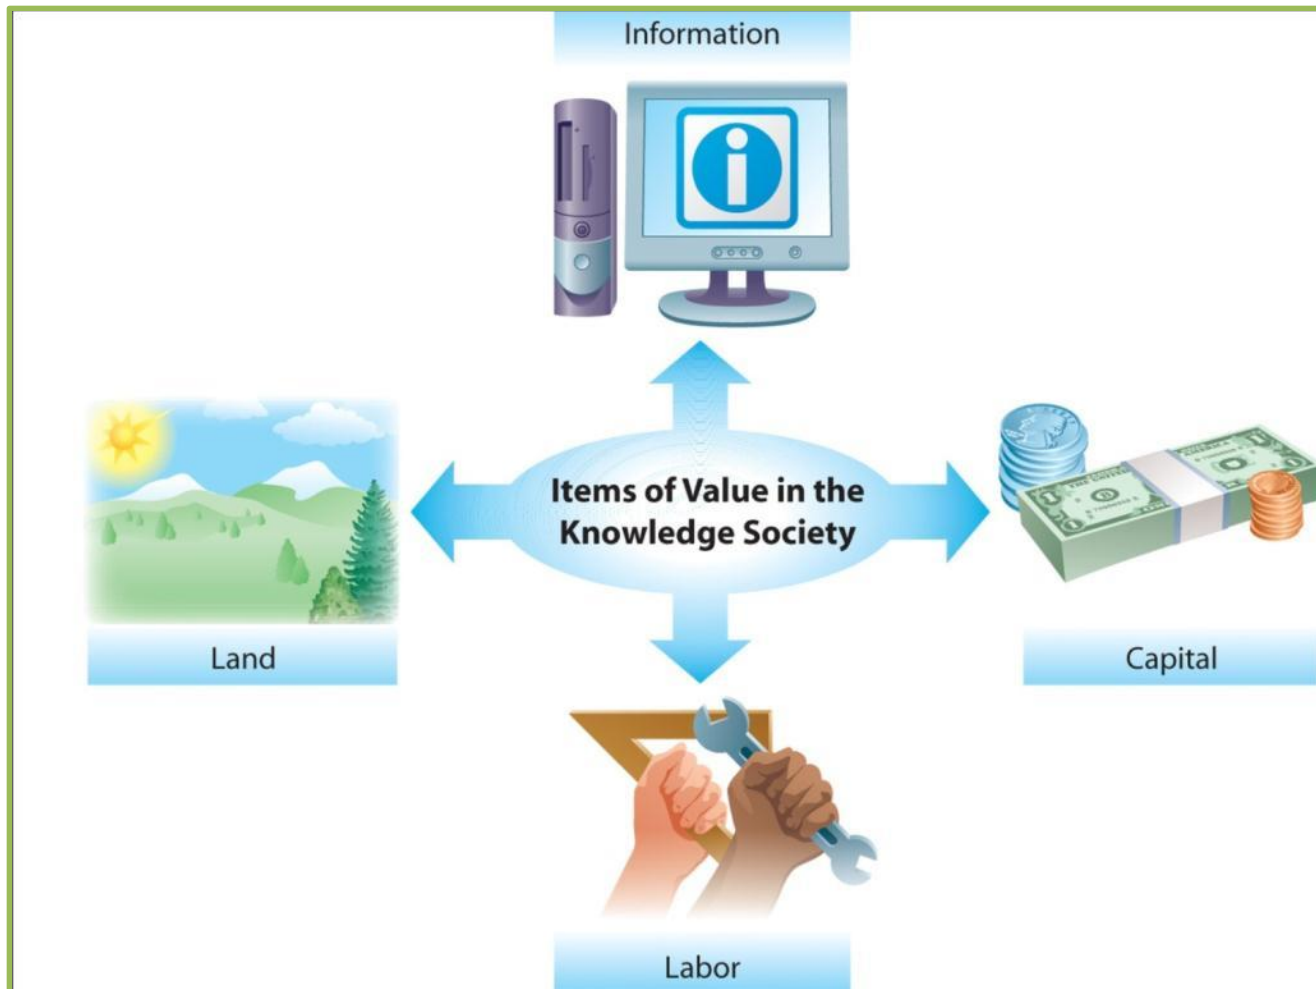 Information
Items of Value in the
Knowledge Society
Land
Capital
Labor